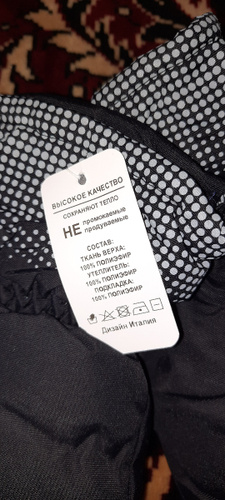 ВЫСОКОЕ КАЧЕСТВО
СОХРАНЯЮТ ТЕПЛО
НЕ промокаемые
продуваемые
СОСТАВ:
ТКАНЬ ВЕРХА:
100% ПОЛИЭФИР
УТЕПЛИТЕЛЬ:
100% ПОЛИЭФИР
ПОДКЛАДКА:
100% ПОЛИЭФИР
Дизайн Италия